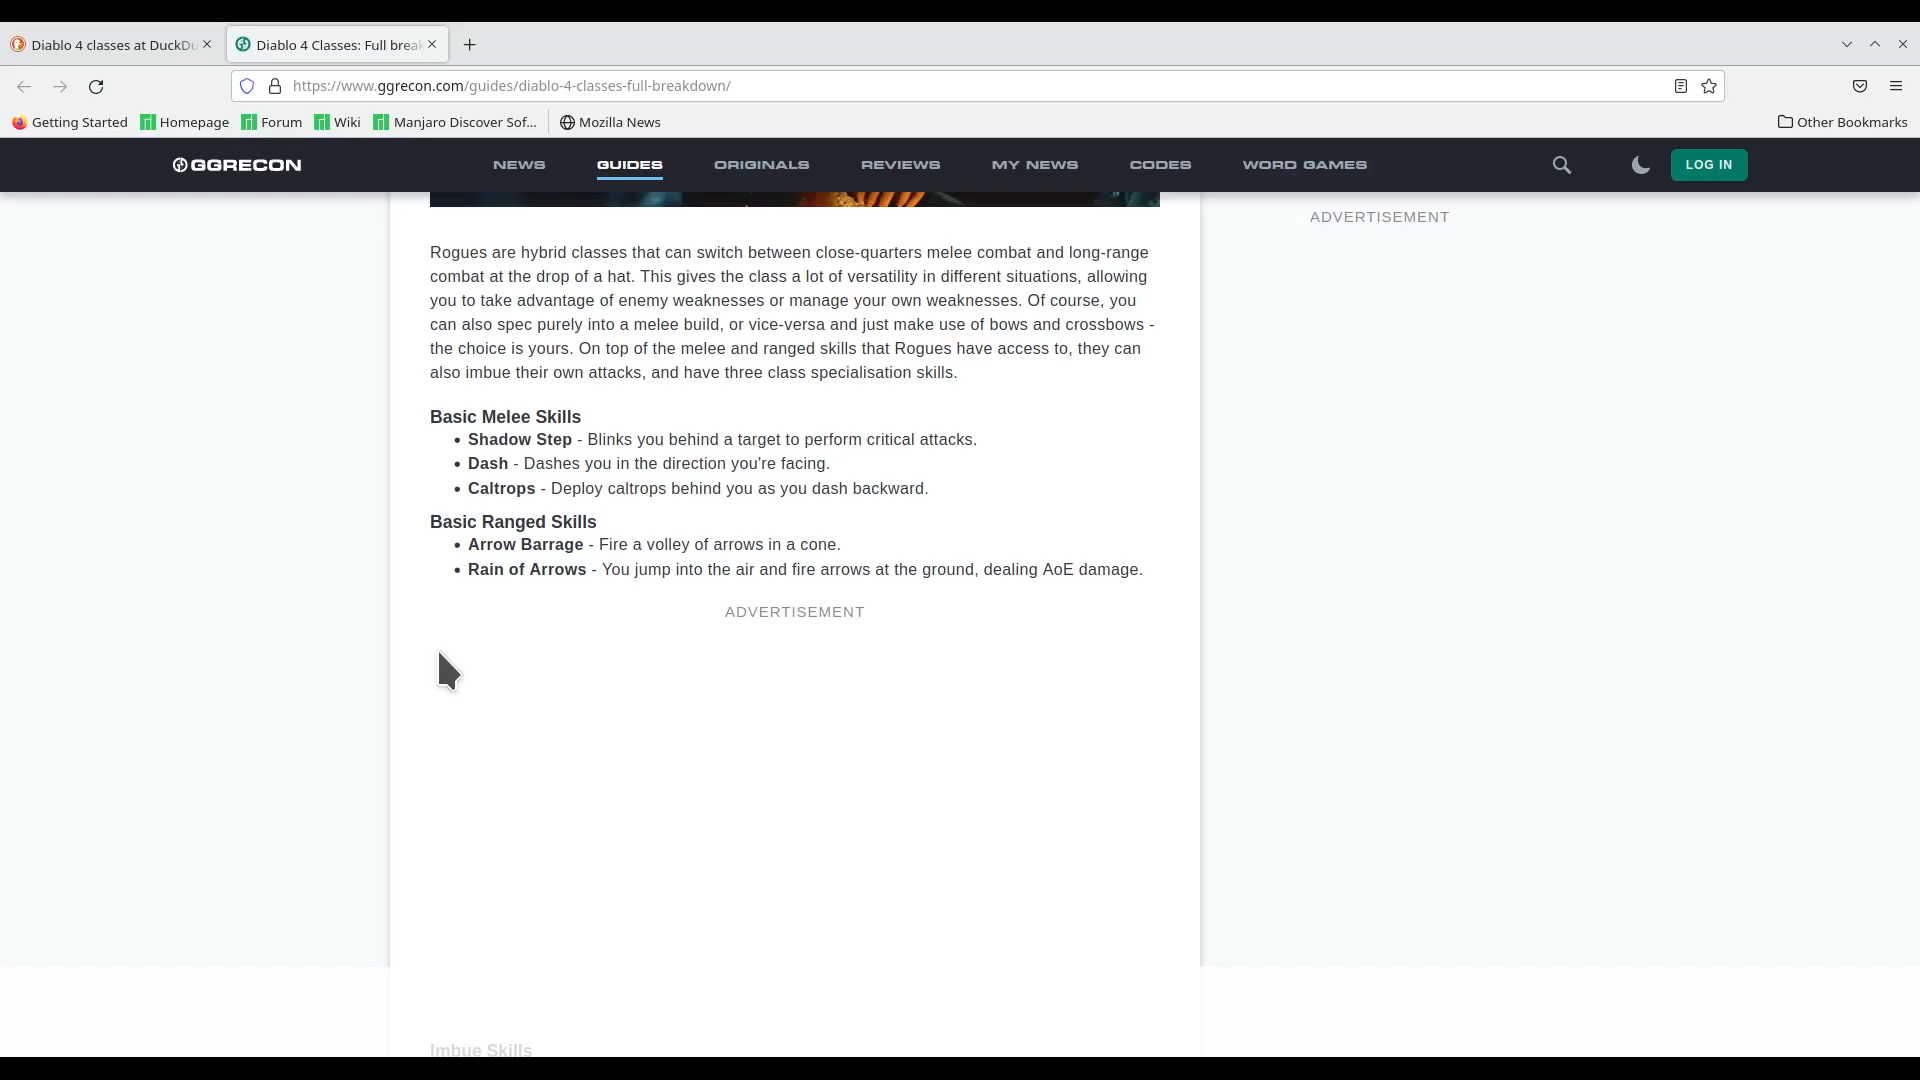 Diablo 4 classes at DuckDu
Diablo 4 Classes: Full brea
https://www.ggrecon.com/guides/diablo-4-classes-full-breakdown/
Getting Started
Homepage
Forum
Wiki
Manjaro Discover Sof...
Mozilla News
Other Bookmarks
GGRECON
NEWS
GUIDES
ORIGINALS
REVIEWS
MY NEWS
CODES
WORD GAMES
LOG IN
ADVERTISEMENT
Rogues are hybrid classes that can switch between close-quarters melee combat and long-range
combat at the drop of a hat. This gives the class a lot of versatility in different situations, allowing
you to take advantage of enemy weaknesses or manage your own weaknesses. Of course, you
can also spec purely into a melee build, or vice-versa and just make use of bows and crossbows -
the choice is yours. On top of the melee and ranged skills that Rogues have access to, they can
also imbue their own attacks, and have three class specialisation skills.
Basic Melee Skills
• Shadow Step - Blinks you behind a target to perform critical attacks.
• Dash - Dashes you in the direction you're facing.
• Caltrops - Deploy caltrops behind you as you dash backward.
Basic Ranged Skills
• Arrow Barrage - Fire a volley of arrows in a cone.
• Rain of Arrows - You jump into the air and fire arrows at the ground, dealing AoE damage.
ADVERTISEMENT
Imbue Skills